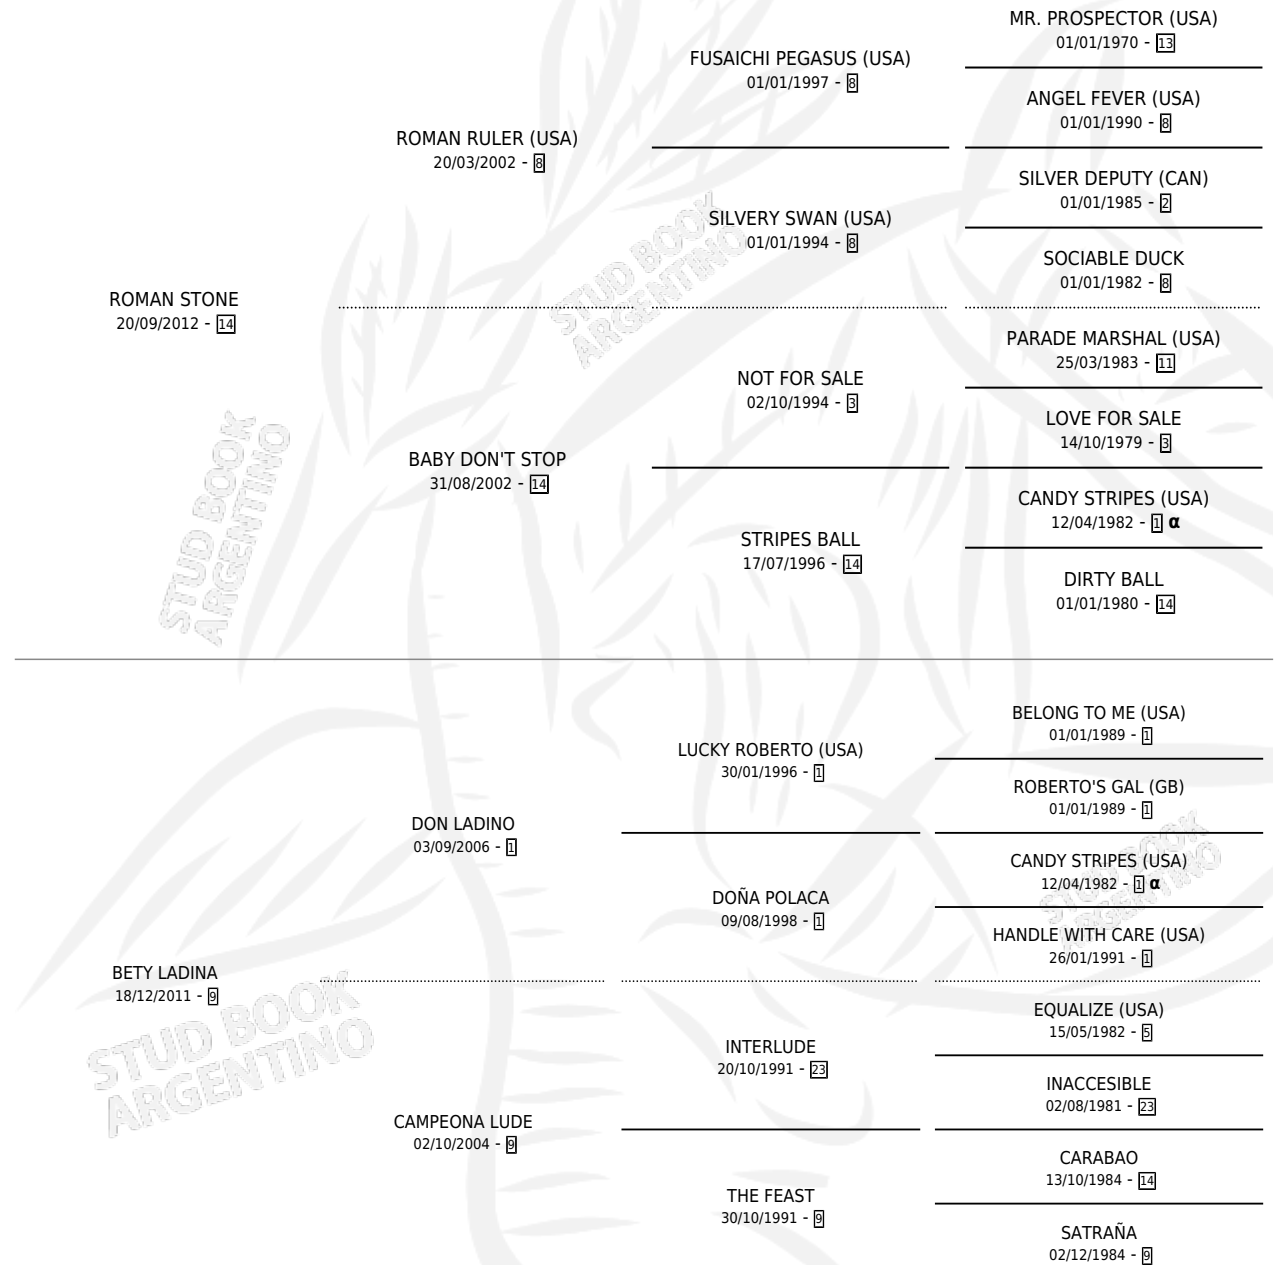 MR. PROSPECTOR (USA)
01/01/1970 - 13
FUSAICHI PEGASUS (USA)
01/01/1997 - 8
ANGEL FEVER (USA)
01/01/1990 - 8
ROMAN RULER (USA)
20/03/2002 - 8
SILVER DEPUTY (CAN)
01/01/1985 - 2
SILVERY SWAN (USA)
01/01/1994 - 8
SOCIABLE DUCK
01/01/1982 - 8
STUD BOOK
ARGENTINO
ROMAN STONE
20/09/2012 - 14
PARADE MARSHAL (USA)
25/03/1983 - 11
NOT FOR SALE
02/10/1994 - 3
LOVE FOR SALE
14/10/1979 - 3
BABY DON'T STOP
31/08/2002 - 14
CANDY STRIPES (USA)
12/04/1982 - 1 α
STRIPES BALL
17/07/1996 - 14
DIRTY BALL
01/01/1980 - 14
STUD BOOK
ARGENTINO
BELONG TO ME (USA)
01/01/1989 - 1
LUCKY ROBERTO (USA)
30/01/1996 - 1
ROBERTO'S GAL (GB)
01/01/1989 - 1
DON LADINO
03/09/2006 - 1
CANDY STRIPES (USA)
12/04/1982 - 1 α
DOÑA POLACA
09/08/1998 - 1
HANDLE WITH CARE (USA)
26/01/1991 - 1
STUD BOOK
ARGENTINO
BETY LADINA
18/12/2011 - 9
EQUALIZE (USA)
15/05/1982 - 5
INTERLUDE
20/10/1991 - 23
INACCESIBLE
02/08/1981 - 23
STUD BOOK
ARGENTINO
CAMPEONA LUDE
02/10/2004 - 9
CARABAO
13/10/1984 - 14
THE FEAST
30/10/1991 - 9
SATRAÑA
02/12/1984 - 9